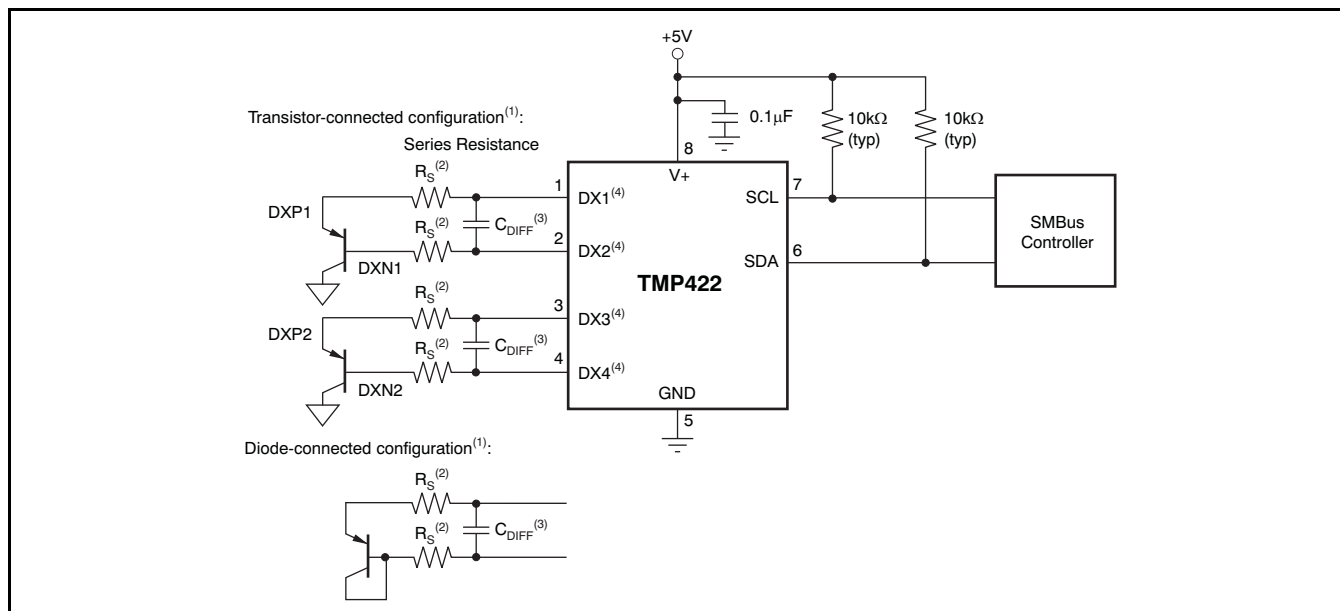 +5V
Transistor-connected configuration(1):
Series Resistance
0.1μF
10kΩ
(typ)
10kΩ
(typ)
8
V+
RS(2)
1
DX1(4)
7
SCL
DXP1
CDIFF(3)
SMBus
Controller
RS(2)
2
DX2(4)
6
SDA
DXN1
TMP422
RS(2)
3
DX3(4)
DXP2
CDIFF(3)
RS(2)
4
DX4(4)
DXN2
GND
5
Diode-connected configuration(1):
RS(2)
CDIFF(3)
RS(2)